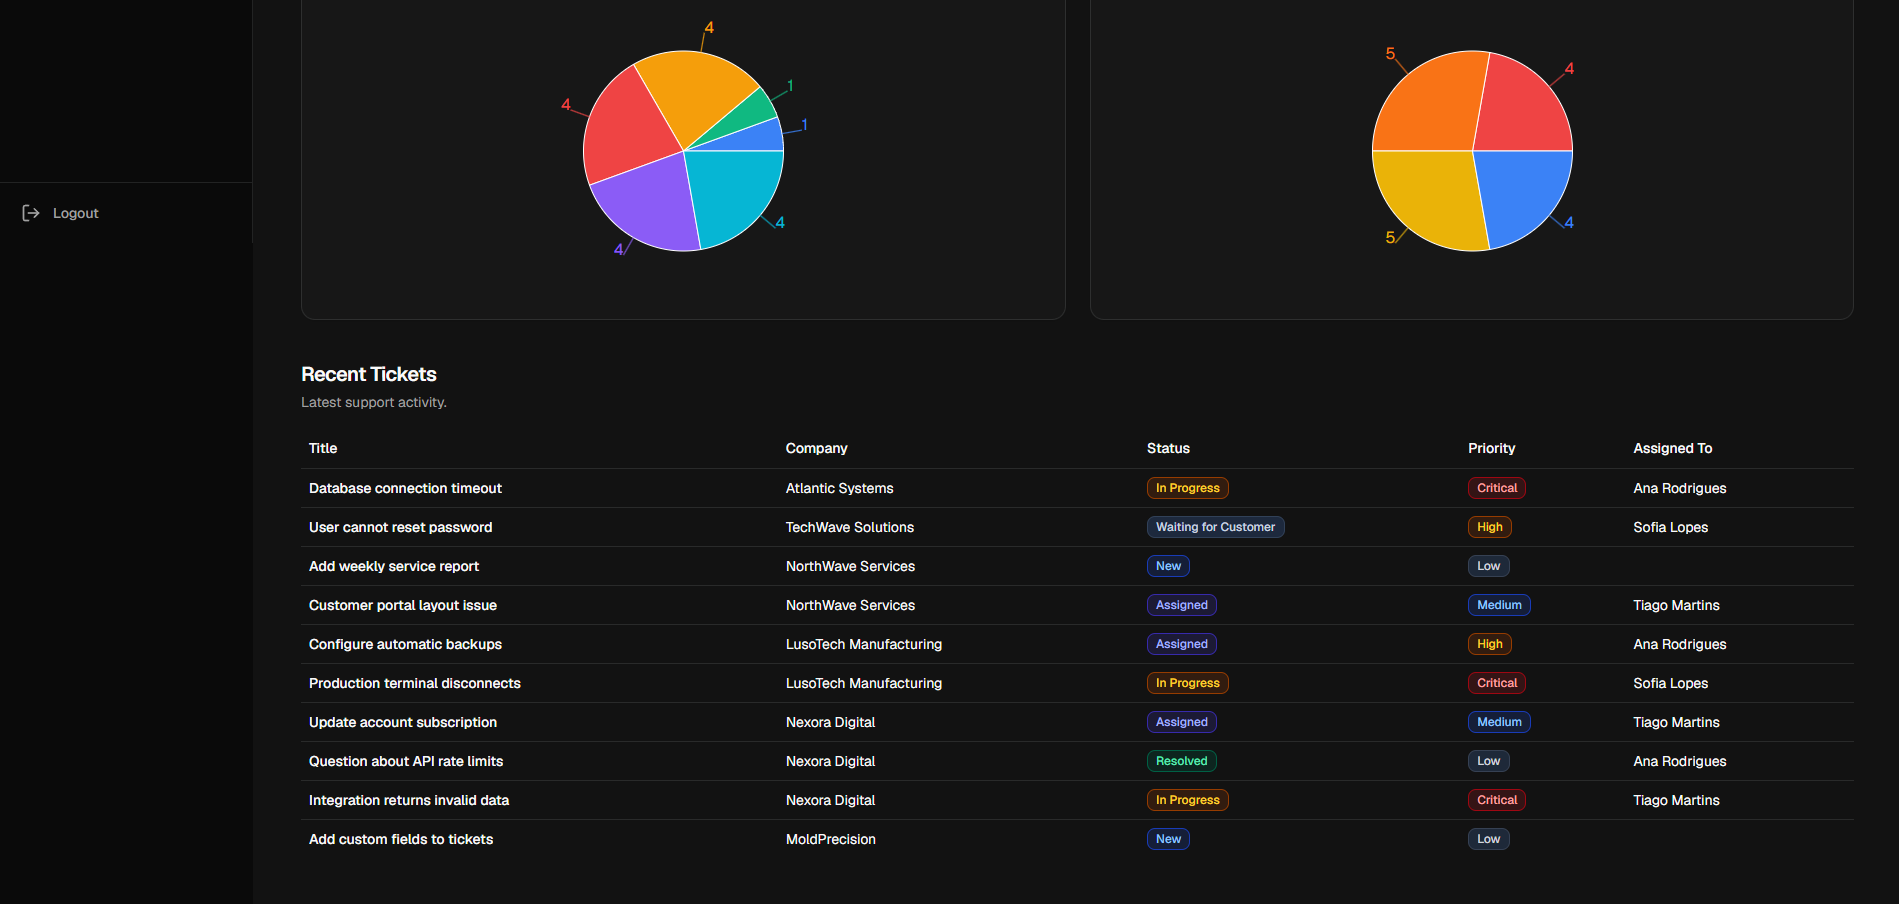 4
1
4
1
4
4
5
4
5
4
Logout
Recent Tickets
Latest support activity.
Title Company Status Priority Assigned To
Database connection timeout Atlantic Systems In Progress Critical Ana Rodrigues
User cannot reset password TechWave Solutions Waiting for Customer High Sofia Lopes
Add weekly service report NorthWave Services New Low
Customer portal layout issue NorthWave Services Assigned Medium Tiago Martins
Configure automatic backups LusoTech Manufacturing Assigned High Ana Rodrigues
Production terminal disconnects LusoTech Manufacturing In Progress Critical Sofia Lopes
Update account subscription Nexora Digital Assigned Medium Tiago Martins
Question about API rate limits Nexora Digital Resolved Low Ana Rodrigues
Integration returns invalid data Nexora Digital In Progress Critical Tiago Martins
Add custom fields to tickets MoldPrecision New Low